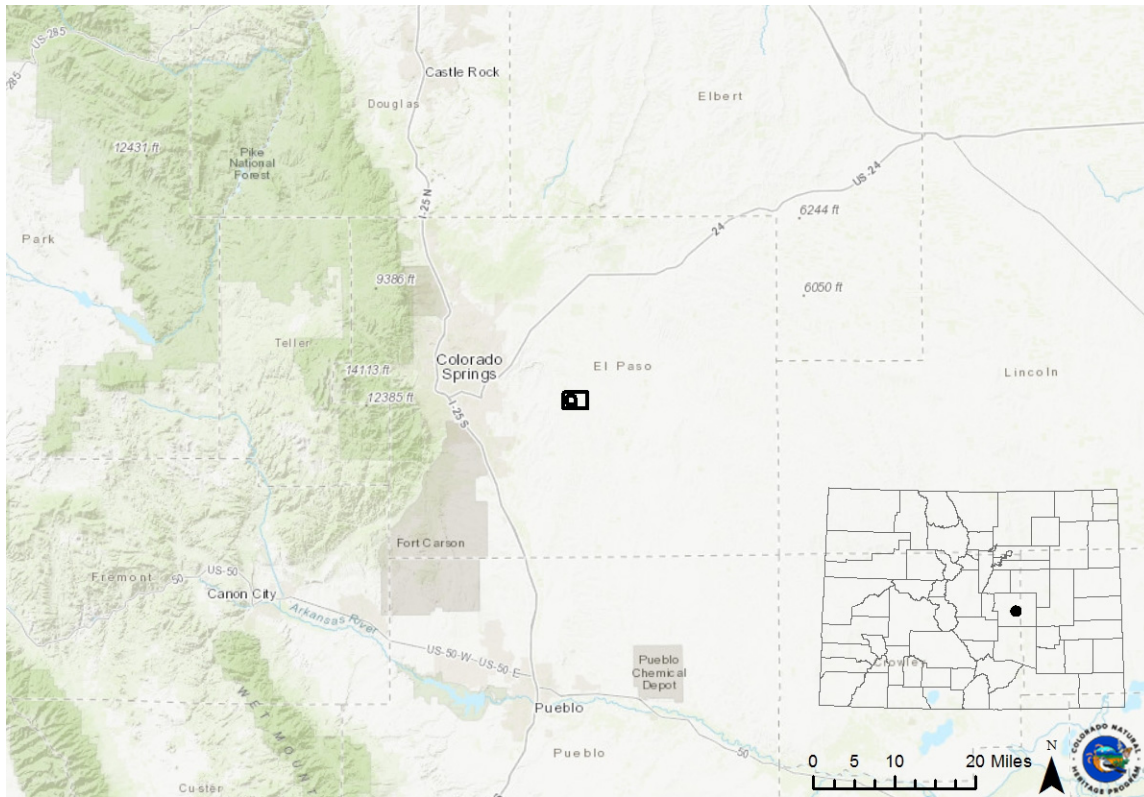 US-285
285
Castle Rock
Douglas
Elbert
12431 ft
Pike
National
Forest
US-24
I-25 N
6244 ft
24
Park
9386 ft
6050 ft
Teller
Colorado
Springs
El Paso
14113 ft
Lincoln
12385 ft
I-25 S
Fort Carson
Fremont
50
US-50
Canon City
Arkansas River
US-50-W-US-50-E
Pueblo
Chemical
Depot
Crowley
WET MOUN
Pueblo
Pueblo
50
Custer
0 5 10 20 Miles
N
COLORADO NATURAL
HERITAGE PROGRAM